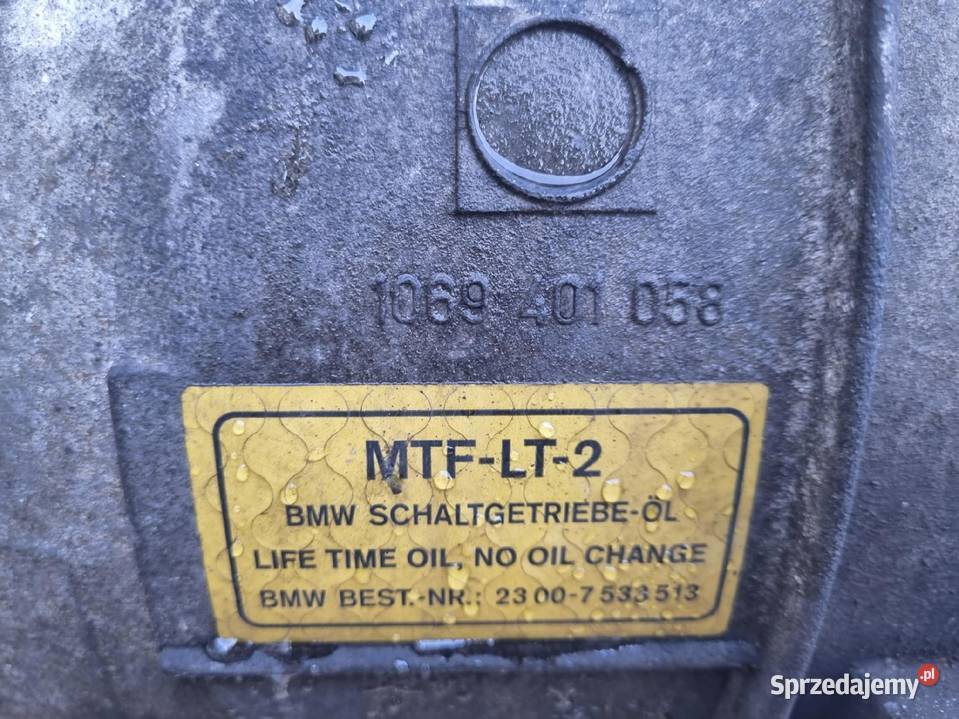 1069 401 058
MTF-LT-2
BMW SCHALTGETRIEBE-ÖL
LIFE TIME OIL, NO OIL CHANGE
BMW BEST.-NR.: 23 00-7 533 513
Sprzedajemy.pl